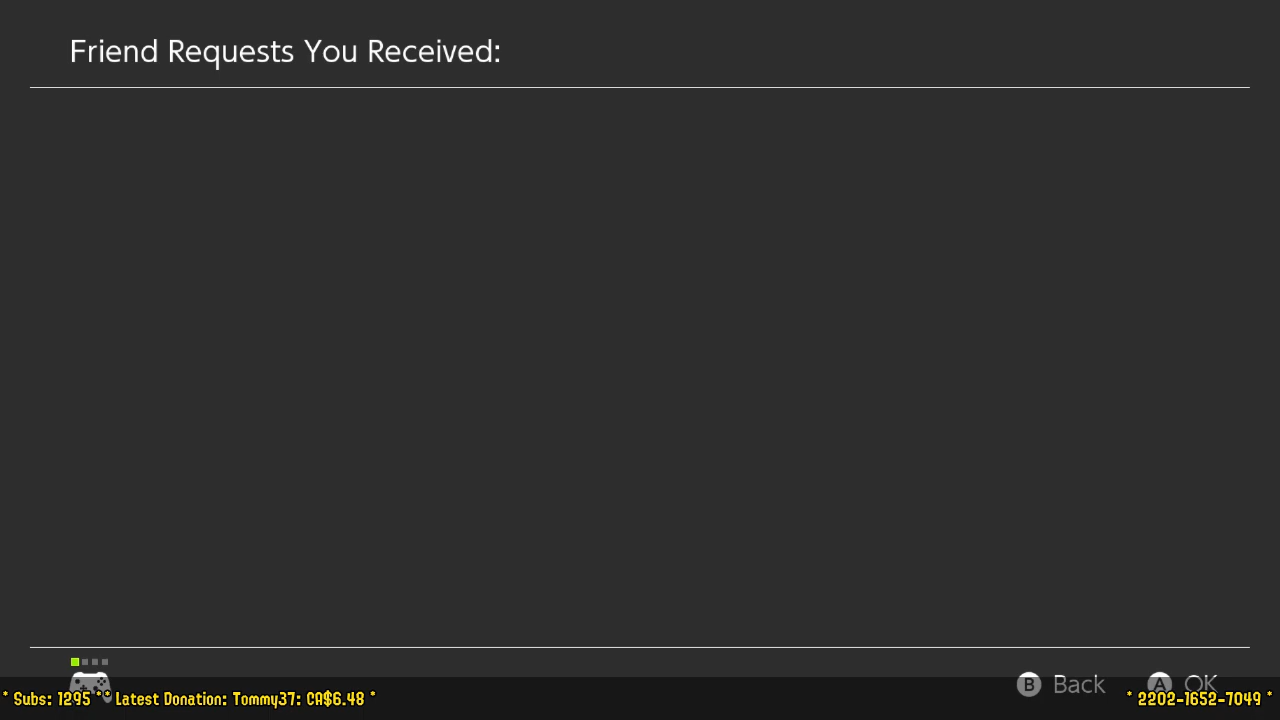 Friend Requests You Received:
B Back A OK
* Subs: 1295 * * Latest Donation: Tommy37: CA$6.48 *
* 2202-1652-7049 *